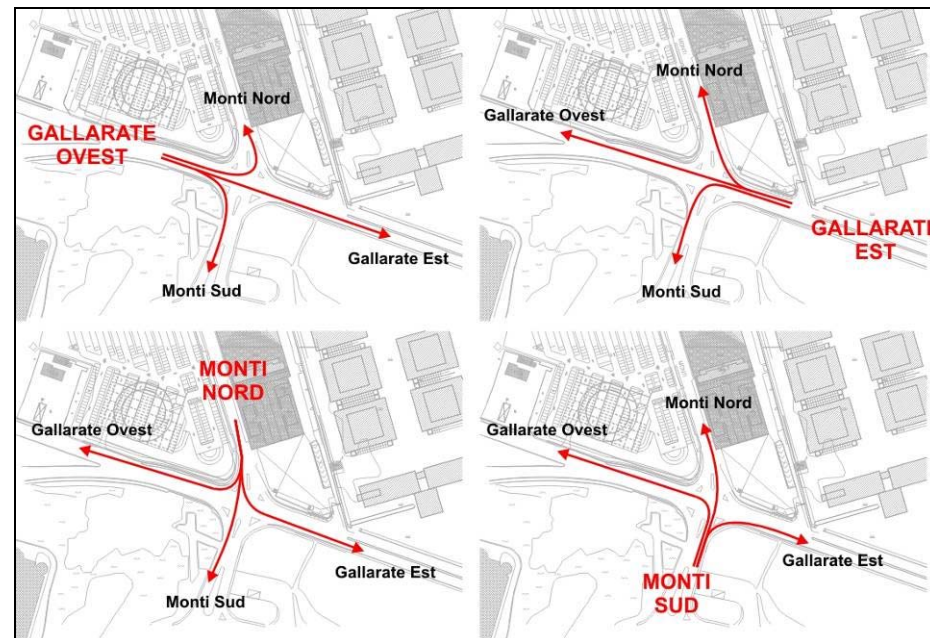 Monti Nord
GALLARATE
OVEST
Gallarate Est
Monti Sud
Monti Nord
Gallarate Ovest
GALLARATE
EST
Monti Sud
MONTI
NORD
Gallarate Ovest
Gallarate Est
Monti Sud
Monti Nord
Gallarate Ovest
Gallarate Est
MONTI
SUD